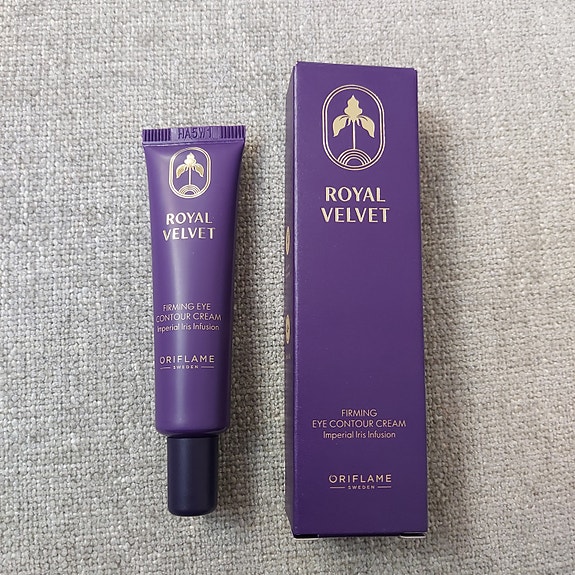 HA5W1
ROYAL
VELVET
FIRMING EYE
CONTOUR CREAM
Imperial Iris Infusion
ORIFLAME
SWEDEN
ROYAL
VELVET
FIRMING
EYE CONTOUR CREAM
Imperial Iris Infusion
ORIFLAME
SWEDEN